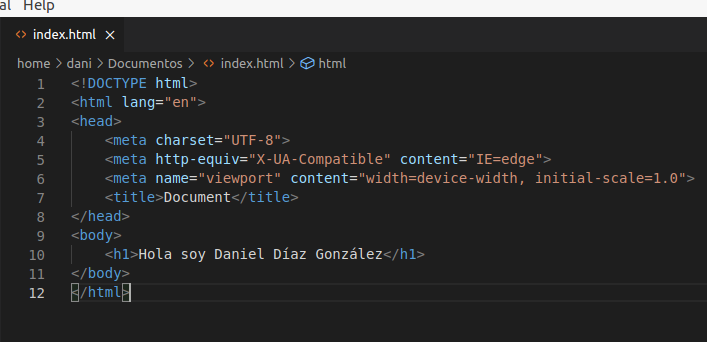 al Help
index.html ×
home > dani > Documentos > index.html > html
1 <!DOCTYPE html>
2 <html lang="en">
3 <head>
4     <meta charset="UTF-8">
5     <meta http-equiv="X-UA-Compatible" content="IE=edge">
6     <meta name="viewport" content="width=device-width, initial-scale=1.0">
7     <title>Document</title>
8 </head>
9 <body>
10     <h1>Hola soy Daniel Díaz González</h1>
11 </body>
12 </html>